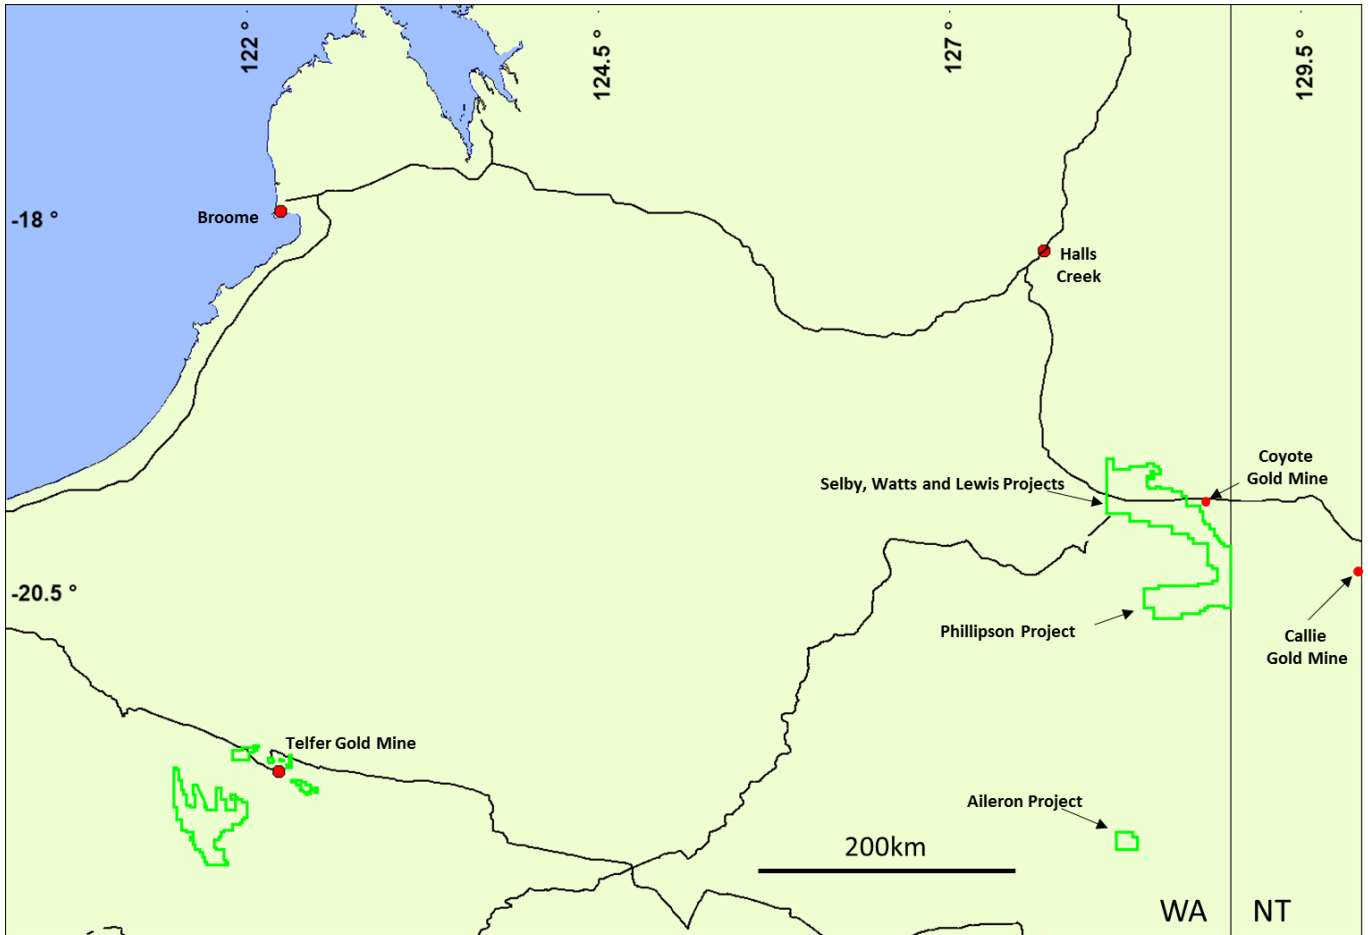 122 °
124.5 °
127 °
129.5 °
-18 °
Broome
Halls
Creek
Coyote
Gold Mine
Selby, Watts and Lewis Projects
-20.5 °
Phillipson Project
Callie
Gold Mine
Telfer Gold Mine
Aileron Project
200km
WA
NT